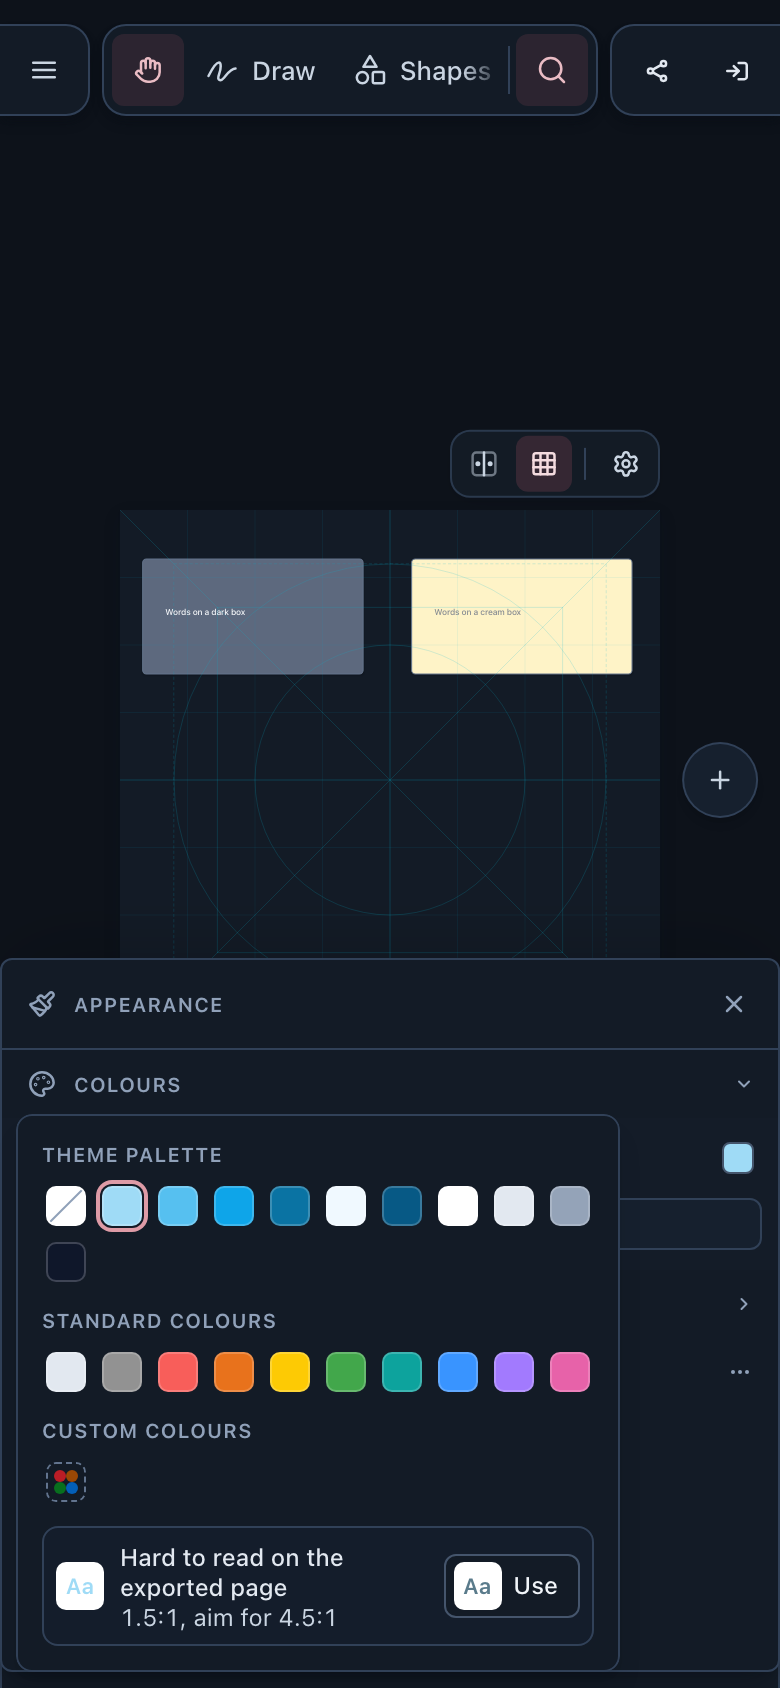 Draw
Shapes
Words on a dark box
Words on a cream box
APPEARANCE
COLOURS
THEME PALETTE
STANDARD COLOURS
CUSTOM COLOURS
Aa
Hard to read on the
exported page
1.5:1, aim for 4.5:1
Aa Use